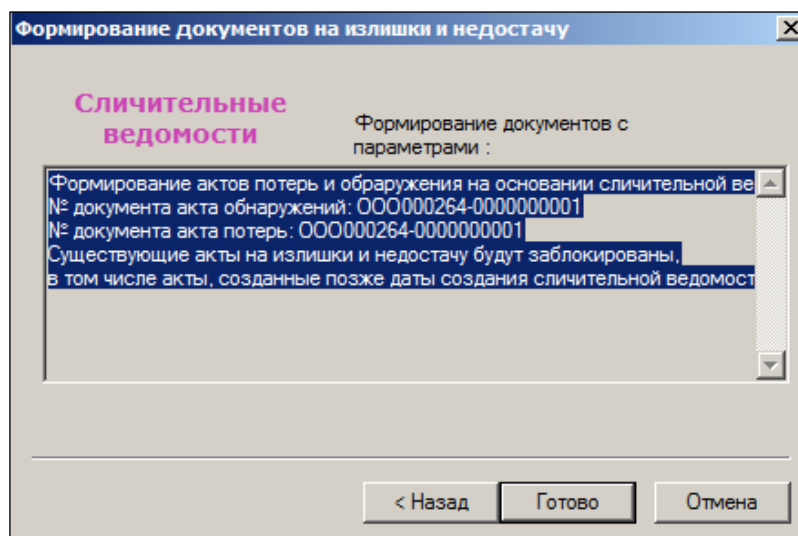 Формирование документов на излишки и недостачу
Сличительные
ведомости
Формирование документов с
параметрами :
Формирование актов потерь и обраружения на основании сличительной ве
№ документа акта обнаружений: ООО000264-0000000001
№ документа акта потерь: ООО000264-0000000001
Существующие акты на излишки и недостачу будут заблокированы,
в том числе акты, созданные позже даты создания сличительной ведомост
< Назад
Готово
Отмена